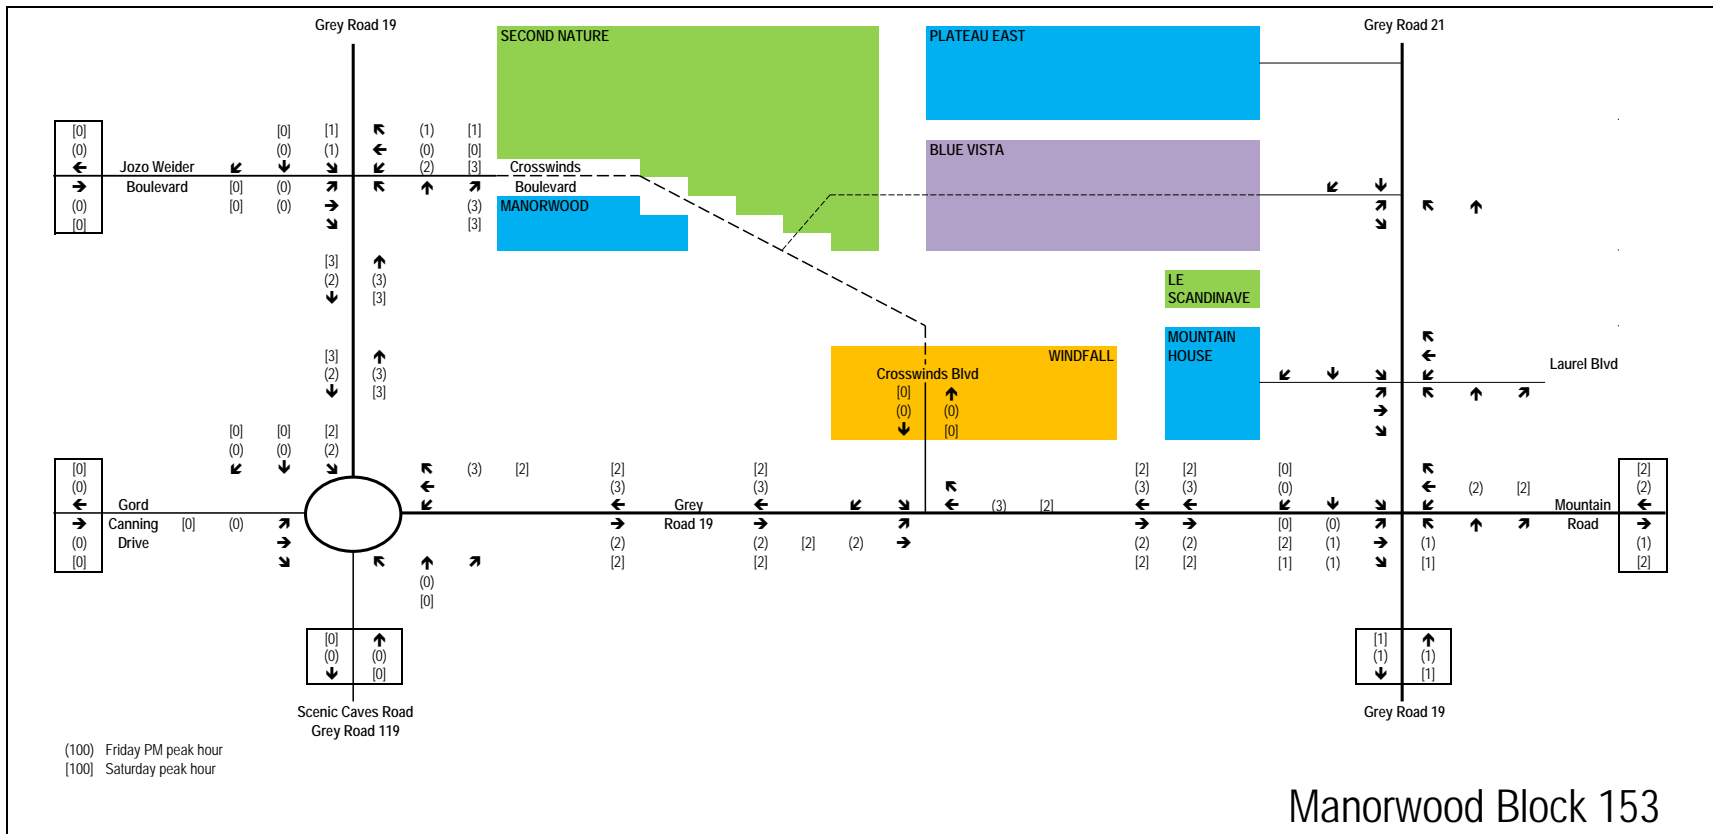 Grey Road 19
Grey Road 21
SECOND NATURE
PLATEAU EAST
[0] [0] [1] (1) [1]
(0) (0) (1) (0) [0]
BLUE VISTA
Jozo Weider (2) [3] Crosswinds
Boulevard [0] (0) Boulevard
(0) [0] (0) (3) MANORWOOD
[0] [3]
[3]
(2) (3)
[3]
LE
SCANDINAVE
MOUNTAIN
HOUSE
[3]
(2) (3)
[3]
WINDFALL
Laurel Blvd
Crosswinds Blvd
[0]
(0) (0)
[0]
[0] [0] [2]
(0) (0) (2)
[0] (3) [2] [2] [2] [2] [2] [0] [2]
(0) (3) (3) (3) (3) (0) (2) [2] (2)
Gord Grey (3) [2] Mountain
Canning [0] (0) Road 19 [0] (0) Road
(0) Drive (2) (2) [2] (2) (2) (2) [2] (1) (1) (1)
[0] [2] [2] [2] [2] [1] (1) [1] [2]
(0)
[0]
[0] [1]
(0) (0) (1) (1)
[0] [1]
Scenic Caves Road
Grey Road 119
Grey Road 19
(100) Friday PM peak hour
[100] Saturday peak hour
Manorwood Block 153